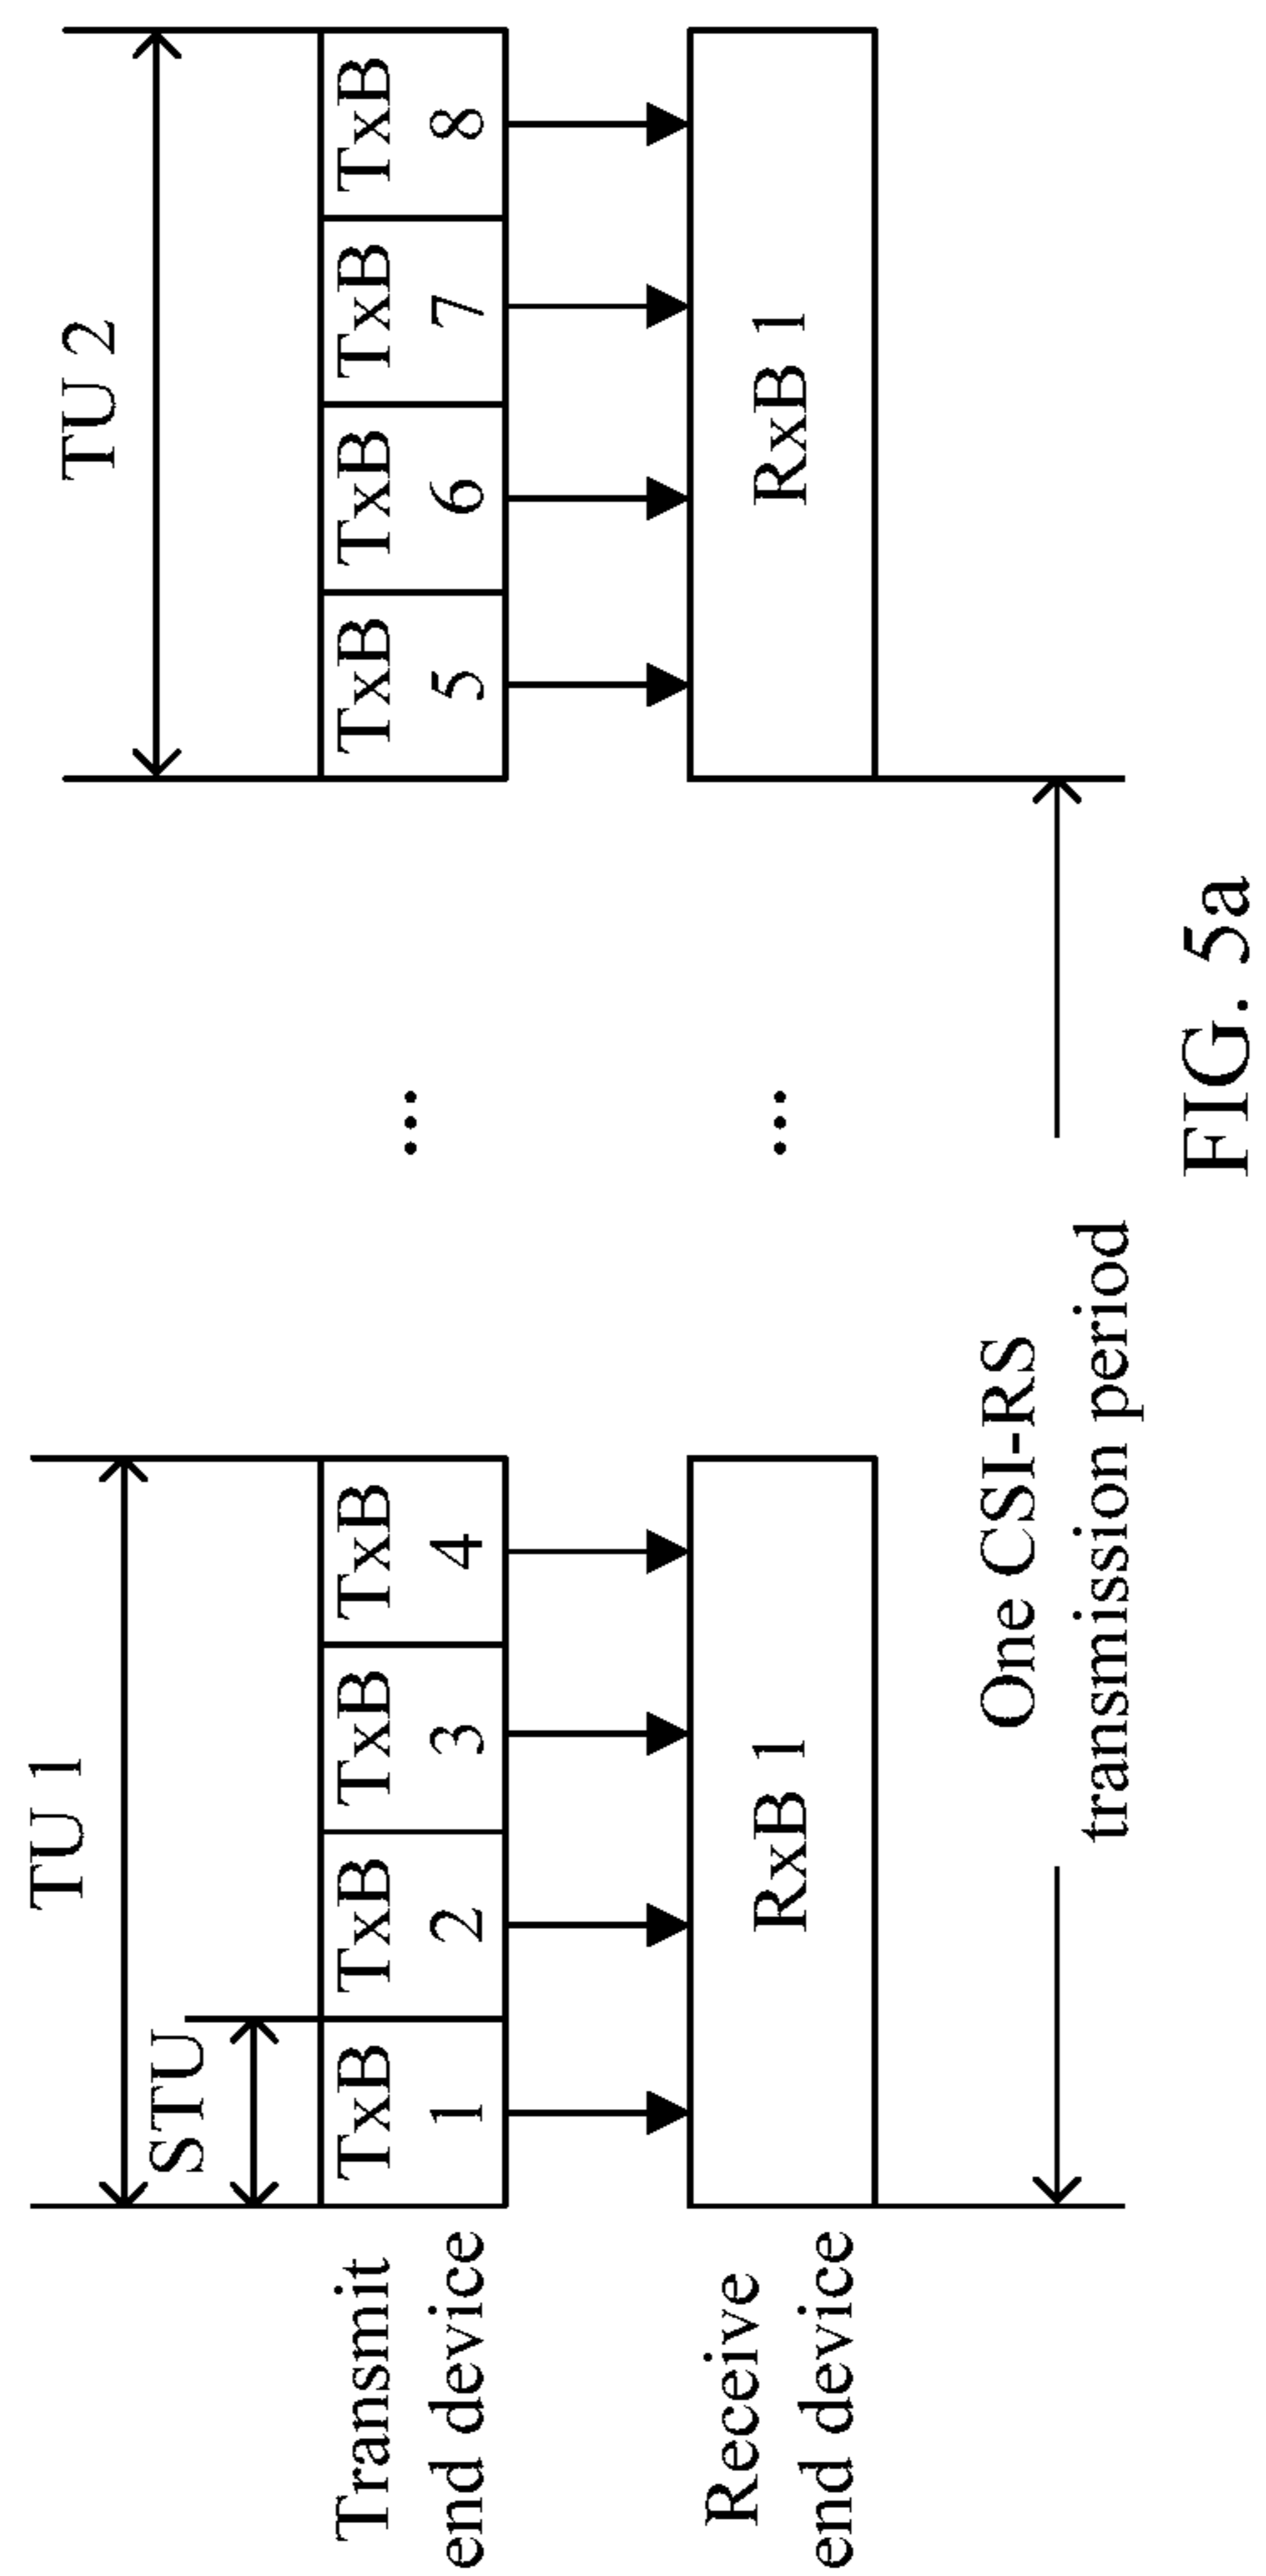 TU 1
TU 2
STU
Transmit
end device
TxB
1
TxB
2
TxB
3
TxB
4
...
TxB
5
TxB
6
TxB
7
TxB
8
Receive
end device
RxB 1
...
RxB 1
One CSI-RS
transmission period
FIG. 5a